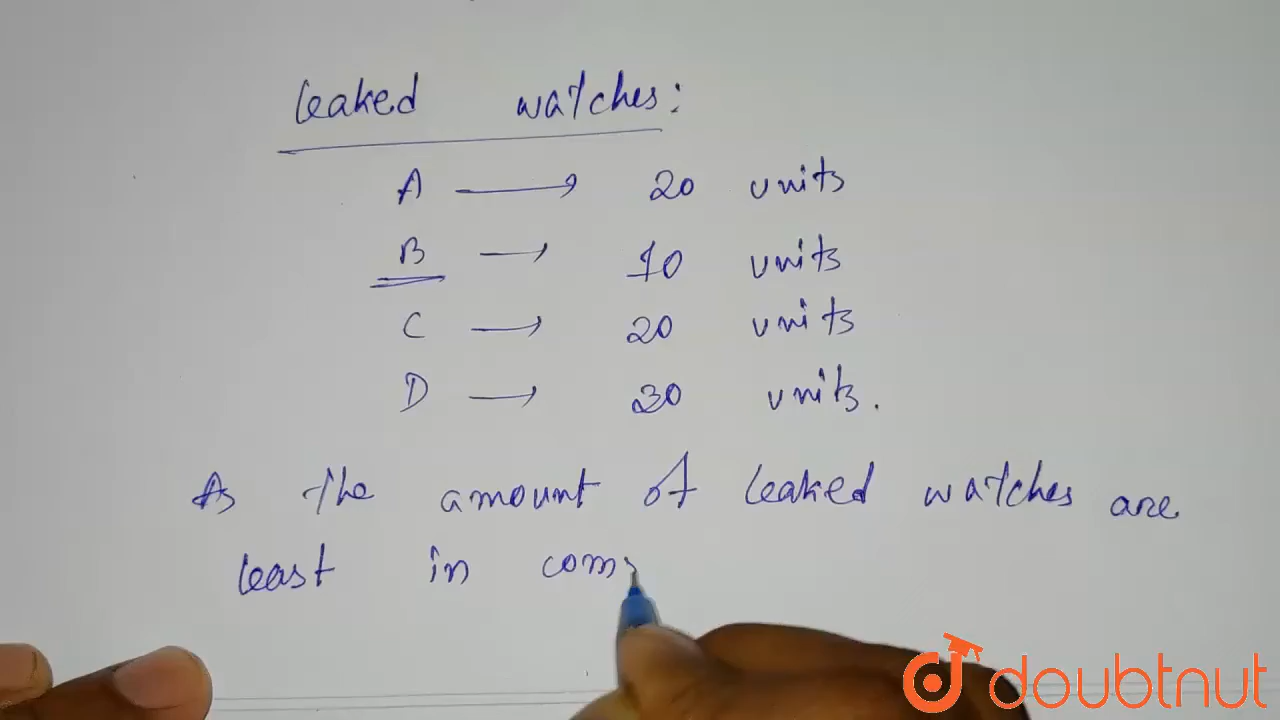 leaked watches:
A → 20 units
B → 10 units
C → 20 units
D → 30 units.
As the amount of leaked watches are
least in com
doubtnut